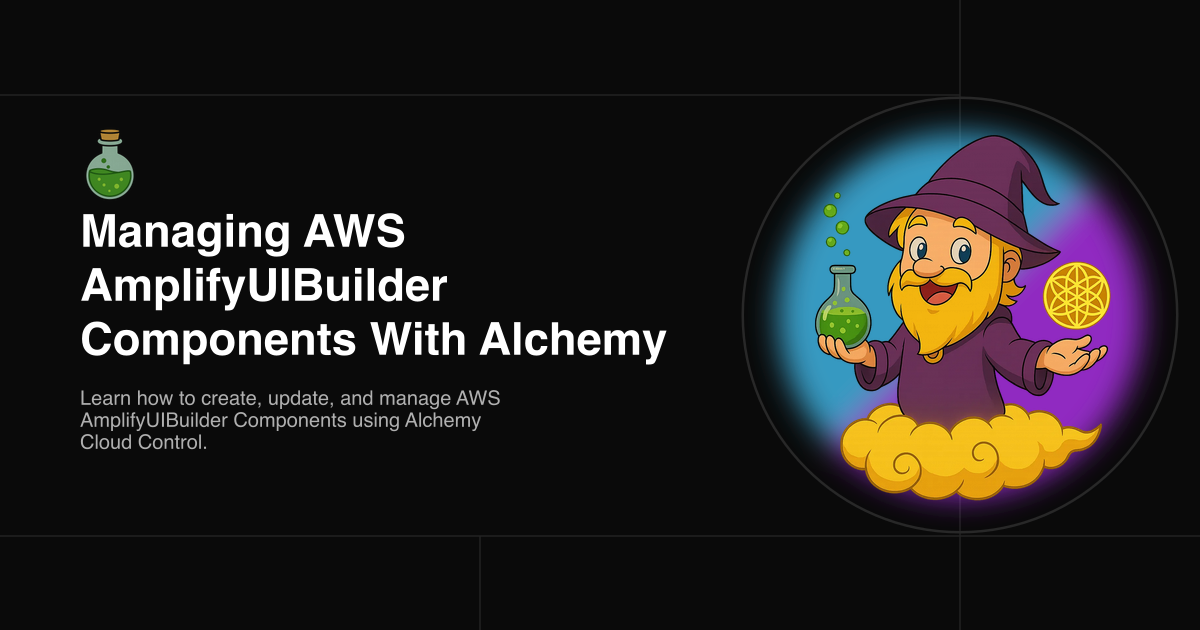 Managing AWS
AmplifyUIBuilder
Components With Alchemy
Learn how to create, update, and manage AWS
AmplifyUIBuilder Components using Alchemy
Cloud Control.